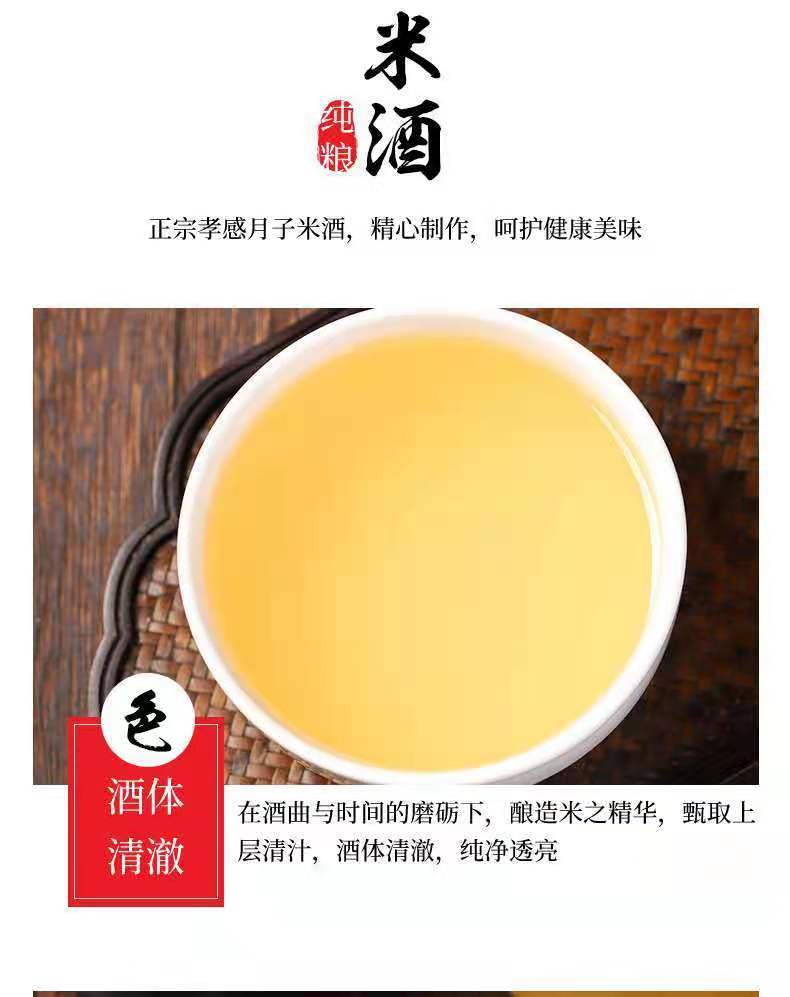 米酒
纯粮
正宗孝感月子米酒，精心制作，呵护健康美味
色
酒体
清澈
在酒曲与时间的磨砺下，酿造米之精华，甄取上
层清汁，酒体清澈，纯净透亮